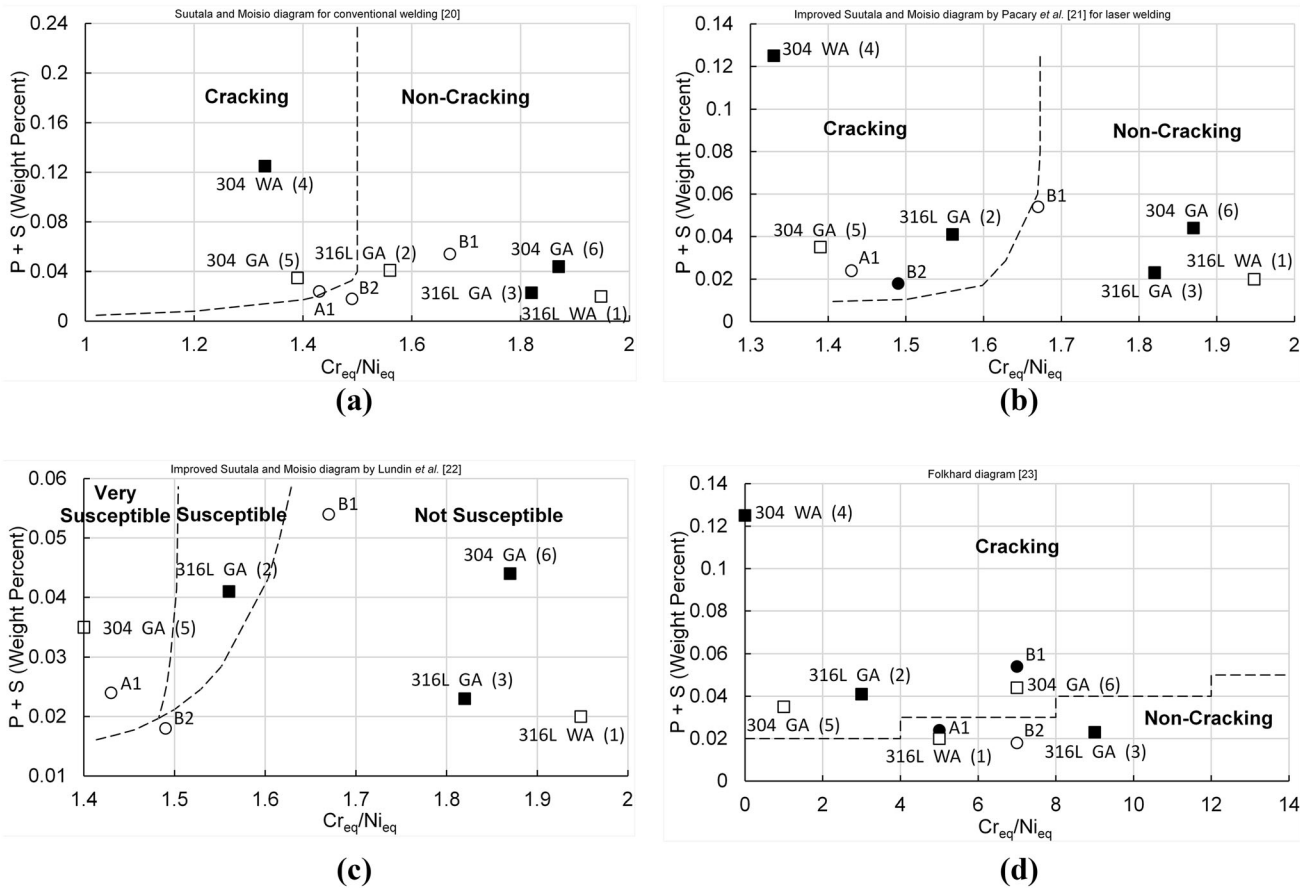 Suutala and Moisio diagram for conventional welding [20]
0.24
0.2
0.16
0.12
0.08
0.04
0
P + S (Weight Percent)
Cracking
Non-Cracking
304 WA (4)
304 GA (5)
316L GA (2)
B1
304 GA (6)
A1
B2
316L GA (3)
316L WA (1)
1
1.2
1.4
1.6
1.8
2
Creq/Nieq
(a)
Improved Suutala and Moisio diagram by Pacary et al. [21] for laser welding
0.14
0.12
0.1
0.08
0.06
0.04
0.02
0
P + S (Weight Percent)
304 WA (4)
Cracking
Non-Cracking
B1
304 GA (5)
316L GA (2)
304 GA (6)
A1
B2
316L WA (1)
316L GA (3)
1.3
1.4
1.5
1.6
1.7
1.8
1.9
2
Creq/Nieq
(b)
Improved Suutala and Moisio diagram by Lundin et al. [22]
0.06
0.05
0.04
0.03
0.02
0.01
P + S (Weight Percent)
Very
Susceptible
Susceptible
Not Susceptible
B1
316L GA (2)
304 GA (6)
304 GA (5)
A1
316L GA (3)
B2
316L WA (1)
1.4
1.5
1.6
1.7
1.8
1.9
2
Creq/Nieq
(c)
Folkhard diagram [23]
0.14
0.12
0.1
0.08
0.06
0.04
0.02
0
P + S (Weight Percent)
304 WA (4)
Cracking
B1
316L GA (2)
304 GA (6)
304 GA (5)
A1
Non-Cracking
316L WA (1)
B2
316L GA (3)
0
2
4
6
8
10
12
14
Creq/Nieq
(d)